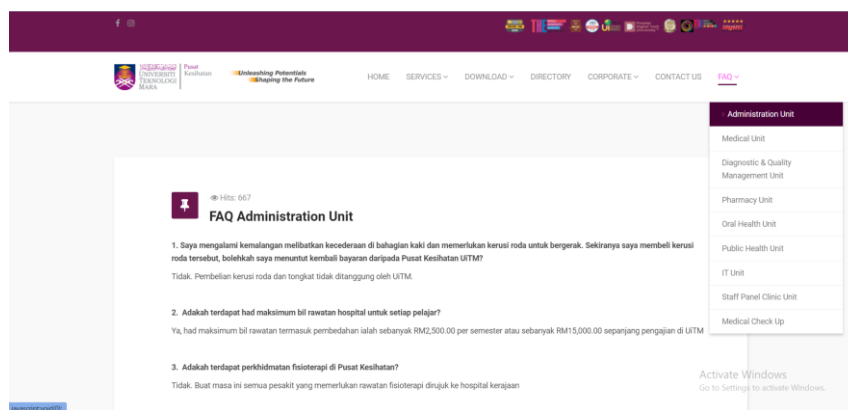 UNIVERSITI
TEKNOLOGI
MARA
Pusat
Kesihatan
Unleashing Potentials
Shaping the Future
HOME
SERVICES
DOWNLOAD
DIRECTORY
CORPORATE
CONTACT US
FAQ
Administration Unit
Medical Unit
Diagnostic & Quality
Management Unit
Pharmacy Unit
Oral Health Unit
Public Health Unit
IT Unit
Staff Panel Clinic Unit
Medical Check Up
Hits: 667
FAQ Administration Unit
1. Saya mengalami kemalangan melibatkan kecederaan di bahagian kaki dan memerlukan kerusi roda untuk bergerak. Sekiranya saya membeli kerusi
roda tersebut, bolehkah saya menuntut kembali bayaran daripada Pusat Kesihatan UiTM?
Tidak. Pembelian kerusi roda dan tongkat tidak ditanggung oleh UiTM.
2. Adakah terdapat had maksimum bil rawatan hospital untuk setiap pelajar?
Ya, had maksimum bil rawatan termasuk pembedahan ialah sebanyak RM2,500.00 per semester atau sebanyak RM15,000.00 sepanjang pengajian di UiTM
3. Adakah terdapat perkhidmatan fisioterapi di Pusat Kesihatan?
Tidak. Buat masa ini semua pesakit yang memerlukan rawatan fisioterapi dirujuk ke hospital kerajaan
Activate Windows
Go to Settings to activate Windows.